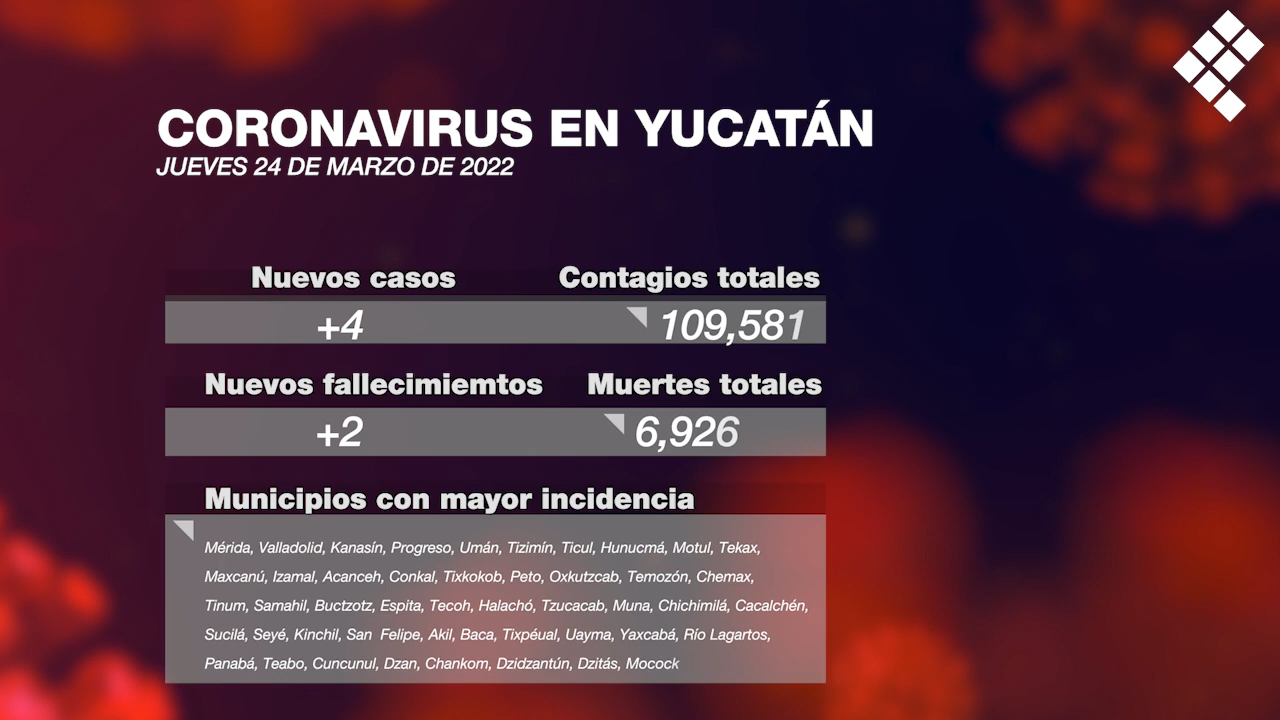 CORONAVIRUS EN YUCATÁN
JUEVES 24 DE MARZO DE 2022
Nuevos casos Contagios totales
+4 109,581
Nuevos fallecimiemtos Muertes totales
+2 6,926
Municipios con mayor incidencia
Mérida, Valladolid, Kanasín, Progreso, Umán, Tizimín, Ticul, Hunucmá, Motul, Tekax,
Maxcanú, Izamal, Acanceh, Conkal, Tixkokob, Peto, Oxkutzcab, Temozón, Chemax,
Tinum, Samahil, Buctzotz, Espita, Tecoh, Halachó, Tzucacab, Muna, Chichimilá, Cacalchén,
Sucilá, Seyé, Kinchil, San Felipe, Akil, Baca, Tixpéual, Uayma, Yaxcabá, Río Lagartos,
Panabá, Teabo, Cuncunul, Dzan, Chankom, Dzidzantún, Dzitás, Mocock